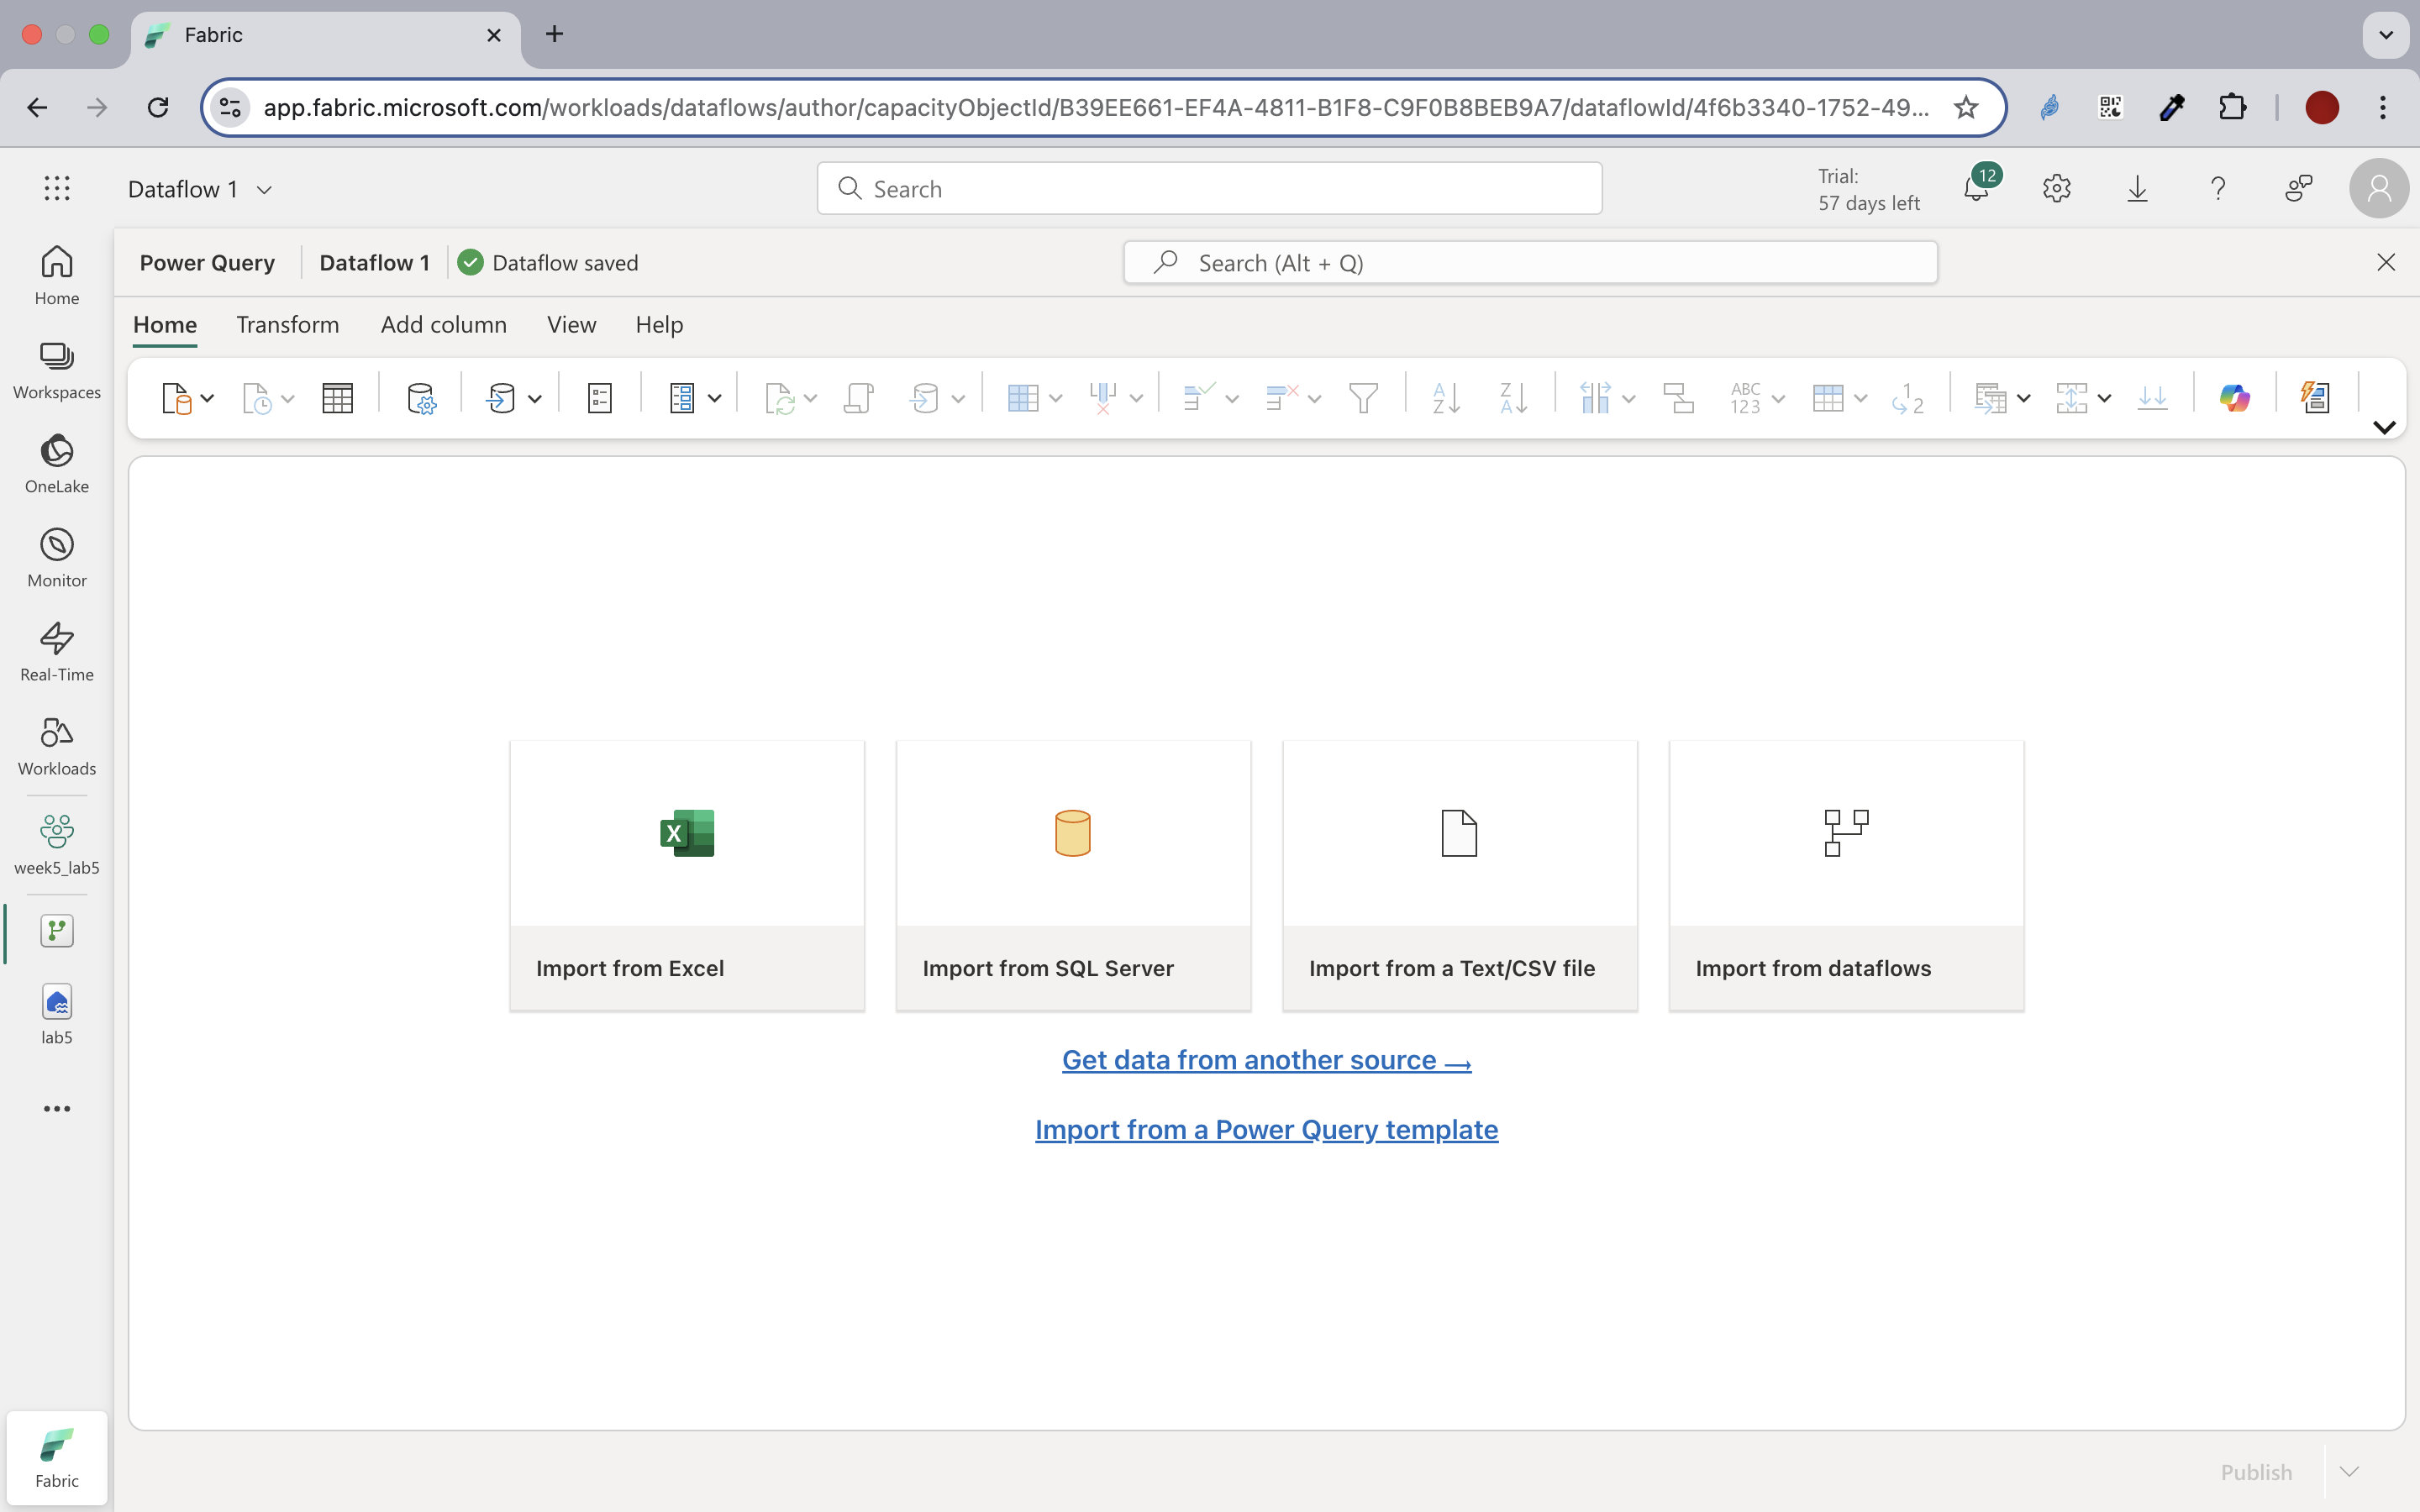 Fabric
app.fabric.microsoft.com/workloads/dataflows/author/capacityObjectId/B39EE661-EF4A-4811-B1F8-C9F0B8BEB9A7/dataflowId/4f6b3340-1752-49...
Dataflow 1
Search
Trial:
57 days left
12
Home
Workspaces
OneLake
Monitor
Real-Time
Workloads
week5_lab5
lab5
Fabric
Power Query
Dataflow 1
Dataflow saved
Search (Alt + Q)
Home Transform Add column View Help
A
Z
Z
A
ABC
123
1
2
X
Import from Excel
Import from SQL Server
Import from a Text/CSV file
Import from dataflows
Get data from another source →
Import from a Power Query template
Publish